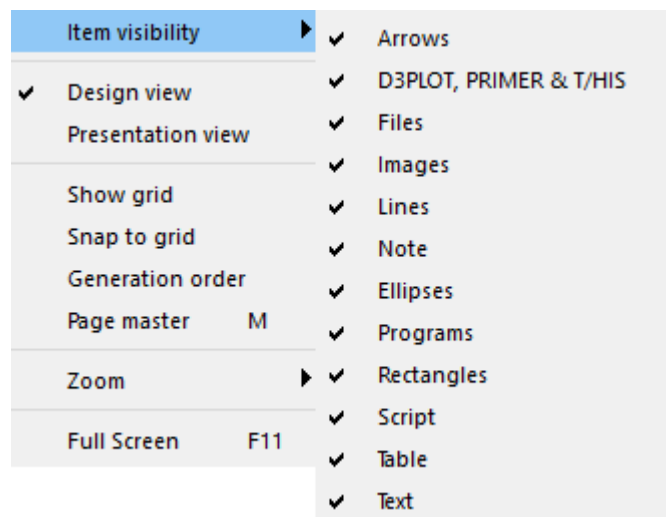 Item visibility
Design view
Presentation view
Show grid
Snap to grid
Generation order
Page master M
Zoom
Full Screen F11
Arrows
D3PLOT, PRIMER & T/HIS
Files
Images
Lines
Note
Ellipses
Programs
Rectangles
Script
Table
Text